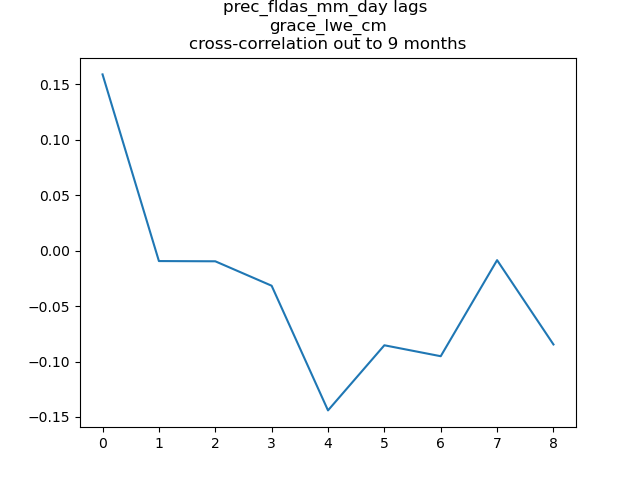 prec_fldas_mm_day lags
grace_lwe_cm
cross-correlation out to 9 months
0.15
0.10
0.05
0.00
−0.05
−0.10
−0.15
0 1 2 3 4 5 6 7 8